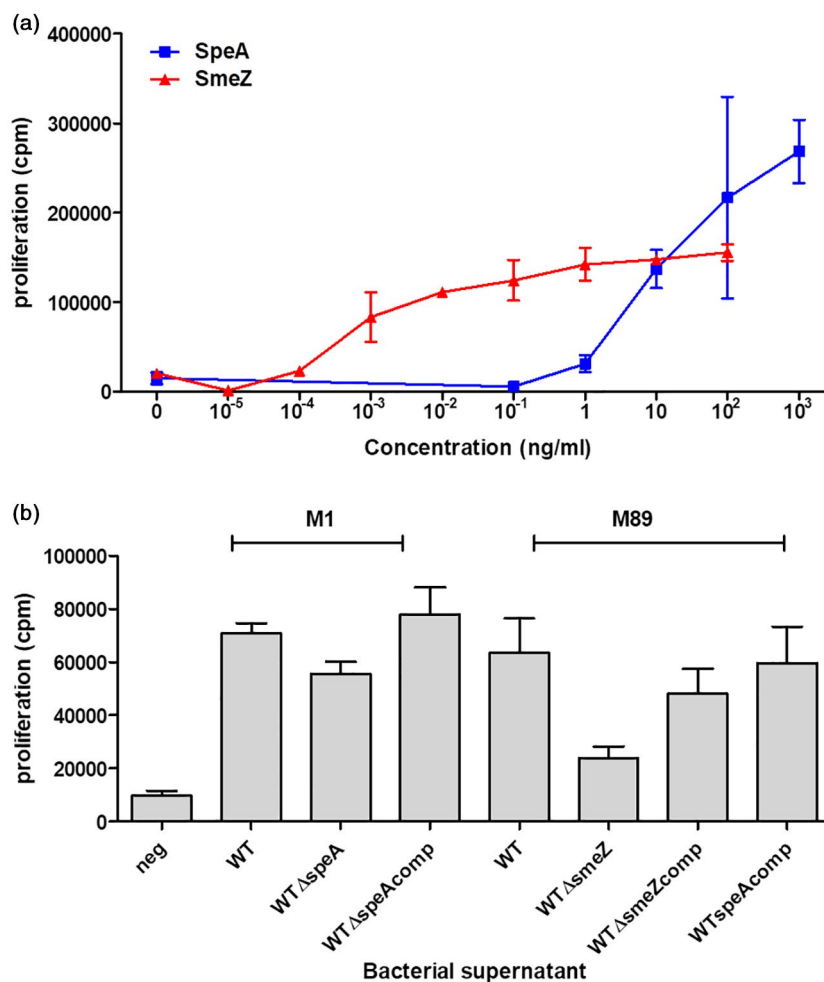 (a)
400000
300000
200000
100000
0
proliferation (cpm)
SpeA
SmeZ
0 10⁻⁵ 10⁻⁴ 10⁻³ 10⁻² 10⁻¹ 1 10 10² 10³
Concentration (ng/ml)
(b)
M1 M89
100000
80000
60000
40000
20000
0
proliferation (cpm)
neg WT WTΔspeA WTΔspeAcomp WT WTΔsmeZ WTΔsmeZcomp WTspeAcomp
Bacterial supernatant